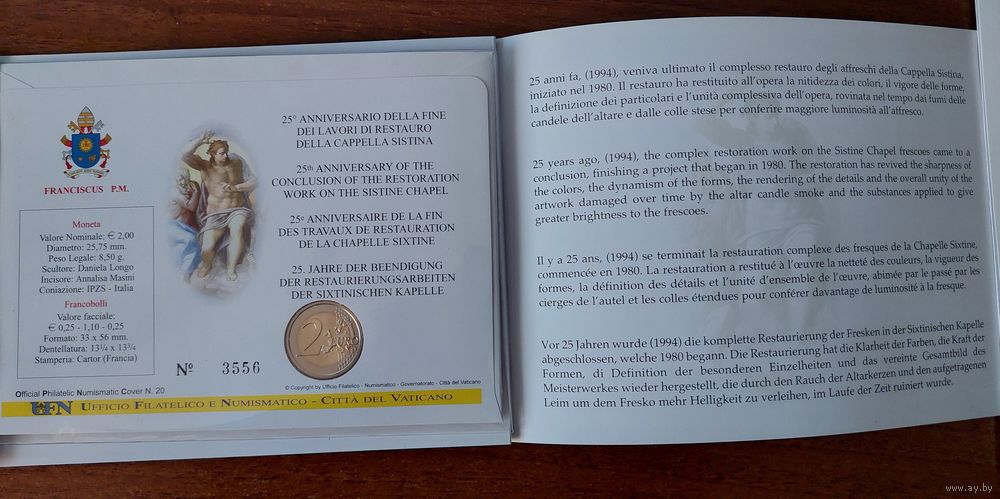 FRANCISCUS P.M.
Moneta
Valore Nominale: € 2,00
Diametro: 25,75 mm.
Peso Legale: 8,50 g.
Scultore: Daniela Longo
Incisore: Annalisa Masini
Coniazione: IPZS - Italia
Francobolli
Valore facciale:
€ 0,25 - 1,10 - 0,25
Formato: 33 x 56 mm.
Dentellatura: 13¼ x 13¾
Stamperia: Cartor (Francia)
25° ANNIVERSARIO DELLA FINE
DEI LAVORI DI RESTAURO
DELLA CAPPELLA SISTINA
25th ANNIVERSARY OF THE
CONCLUSION OF THE RESTORATION
WORK ON THE SISTINE CHAPEL
25e ANNIVERSAIRE DE LA FIN
DES TRAVAUX DE RESTAURATION
DE LA CHAPELLE SIXTINE
25. JAHRE DER BEENDIGUNG
DER RESTAURIERUNGSARBEITEN
DER SIXTINISCHEN KAPELLE
2 EURO
№ 3556
© Copyright by Ufficio Filatelico - Numismatico - Governatorato - Città del Vaticano
Official Philatelic Numismatic Cover N. 20
UFN UFFICIO FILATELICO E NUMISMATICO - CITTÀ DEL VATICANO
25 anni fa, (1994), veniva ultimato il complesso restauro degli affreschi della Cappella Sistina,
iniziato nel 1980. Il restauro ha restituito all'opera la nitidezza dei colori, il vigore delle forme,
la definizione dei particolari e l'unità complessiva dell'opera, rovinata nel tempo dai fumi delle
candele dell'altare e dalle colle stese per conferire maggiore luminosità all'affresco.
25 years ago, (1994), the complex restoration work on the Sistine Chapel frescoes came to a
conclusion, finishing a project that began in 1980. The restoration has revived the sharpness of
the colors, the dynamism of the forms, the rendering of the details and the overall unity of the
artwork damaged over time by the altar candle smoke and the substances applied to give
greater brightness to the frescoes.
Il y a 25 ans, (1994) se terminait la restauration complexe des fresques de la Chapelle Sixtine,
commencée en 1980. La restauration a restitué à l'œuvre la netteté des couleurs, la vigueur des
formes, la définition des détails et l'unité d'ensemble de l'œuvre, abimée par le passé par les
cierges de l'autel et les colles étendues pour conférer davantage de luminosité à la fresque.
Vor 25 Jahren wurde (1994) die komplette Restaurierung der Fresken in der Sixtinischen Kapelle
abgeschlossen, welche 1980 begann. Die Restaurierung hat die Klarheit der Farben, die Kraft der
Formen, di Definition der besonderen Einzelheiten und das vereinte Gesamtbild des
Meisterwerkes wieder hergestellt, die durch den Rauch der Altarkerzen und den aufgetragenen
Leim um dem Fresko mehr Helligkeit zu verleihen, im Laufe der Zeit ruiniert wurde.
www.ay.by